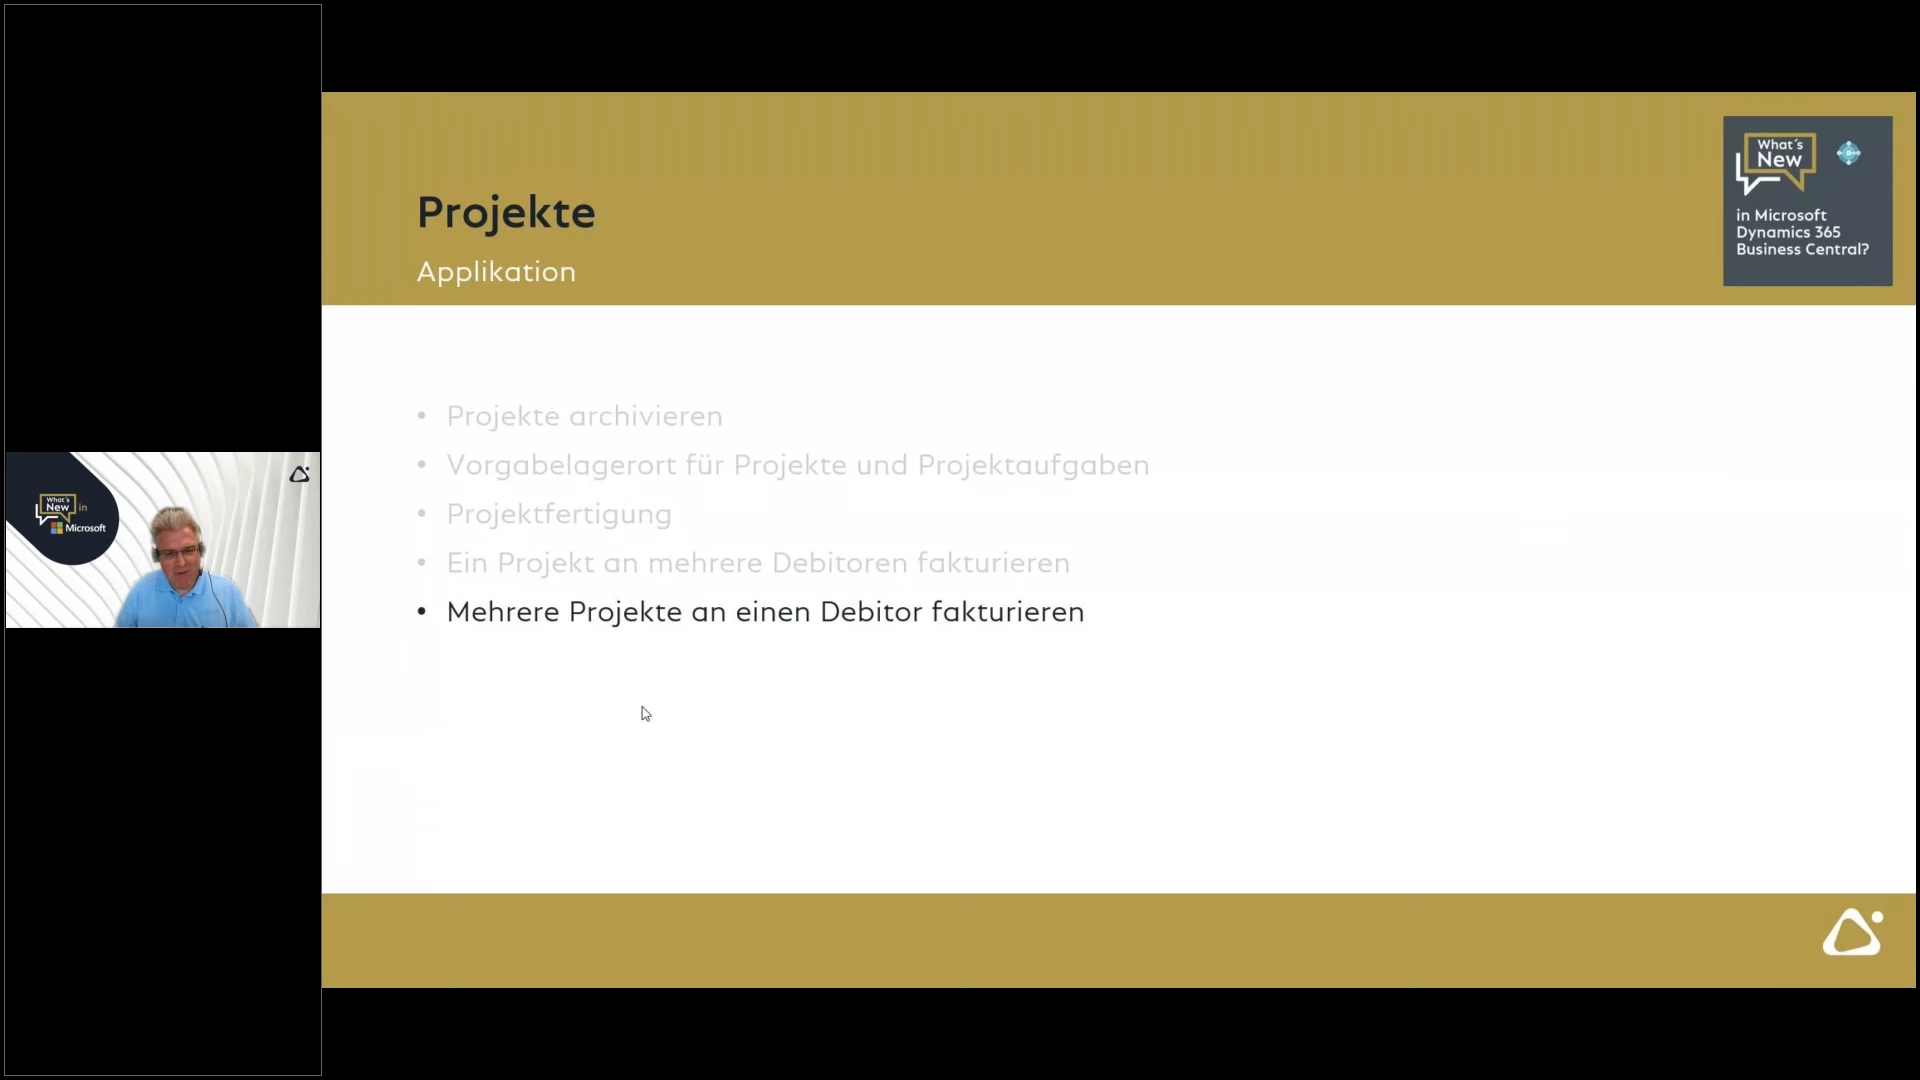 Projekte
Applikation
What´s
New
in Microsoft
Dynamics 365
Business Central?
• Projekte archivieren
• Vorgabelagerort für Projekte und Projektaufgaben
• Projektfertigung
• Ein Projekt an mehrere Debitoren fakturieren
• Mehrere Projekte an einen Debitor fakturieren
What´s
New in
Microsoft